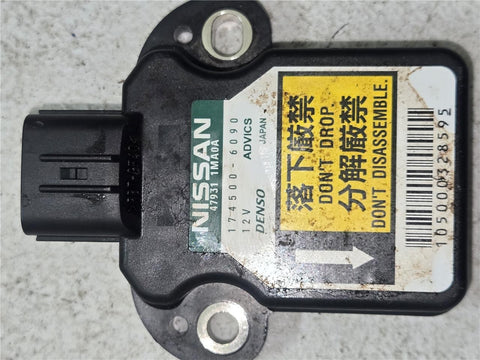 NISSAN
47931 1MA0A
174500-6090
12V ADVICS
DENSO JAPAN
落下厳禁
DON'T DROP.
分解厳禁
DON'T DISASSEMBLE.
105000328595